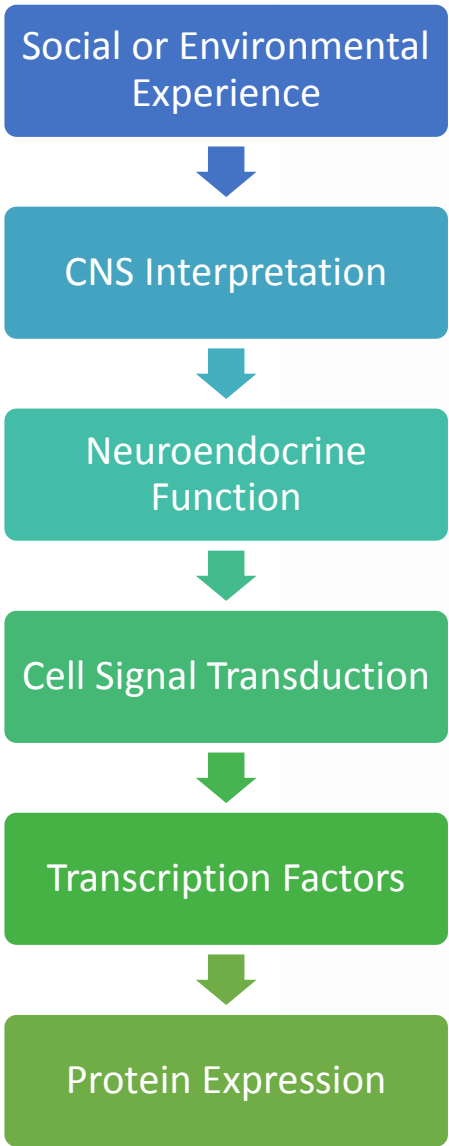 Social or Environmental
Experience
CNS Interpretation
Neuroendocrine
Function
Cell Signal Transduction
Transcription Factors
Protein Expression